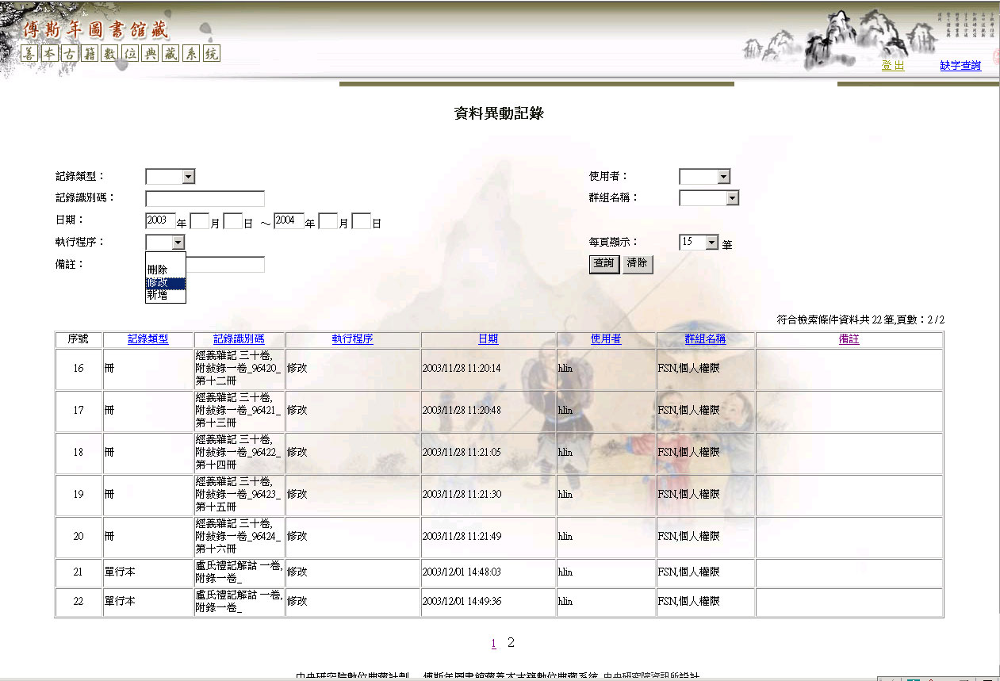 傅斯年圖書館藏
善本古籍數位典藏系統
登出 缺字查詢
資料異動記錄
記錄類型： 使用者：
記錄識別碼： 群組名稱：
日期： 2003 年 月 日 ～ 2004 年 月 日
執行程序： 每頁顯示： 15 筆
備註： 查詢 清除
刪除
修改
新增
符合檢索條件資料共 22 筆,頁數：2 / 2
序號 記錄類型 記錄識別碼 執行程序 日期 使用者 群組名稱 備註
16 冊 經義雜記 三十卷,附敍錄一卷_96420_第十二冊 修改 2003/11/28 11:20:14 hlin FSN,個人權限
17 冊 經義雜記 三十卷,附敍錄一卷_96421_第十三冊 修改 2003/11/28 11:20:48 hlin FSN,個人權限
18 冊 經義雜記 三十卷,附敍錄一卷_96422_第十四冊 修改 2003/11/28 11:21:05 hlin FSN,個人權限
19 冊 經義雜記 三十卷,附敍錄一卷_96423_第十五冊 修改 2003/11/28 11:21:30 hlin FSN,個人權限
20 冊 經義雜記 三十卷,附敍錄一卷_96424_第十六冊 修改 2003/11/28 11:21:49 hlin FSN,個人權限
21 單行本 盧氏禮記解詁 一卷,附錄一卷_ 修改 2003/12/01 14:48:03 hlin FSN,個人權限
22 單行本 盧氏禮記解詁 一卷,附錄一卷_ 修改 2003/12/01 14:49:36 hlin FSN,個人權限
1 2
中央研究院數位典藏計劃 傅斯年圖書館藏善本古籍數位典藏系統 中央研究院資訊所設計